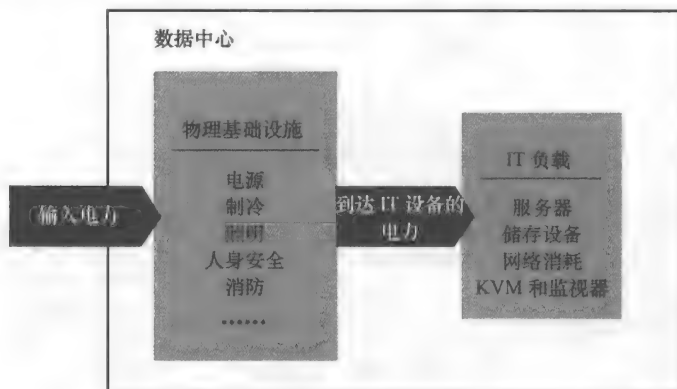 数据中心
物理基础设施
电源
制冷
照明
人身安全
消防
……
输入电力
到达 IT 设备的
电力
IT 负载
服务器
储存设备
网络消耗
KVM 和监视器